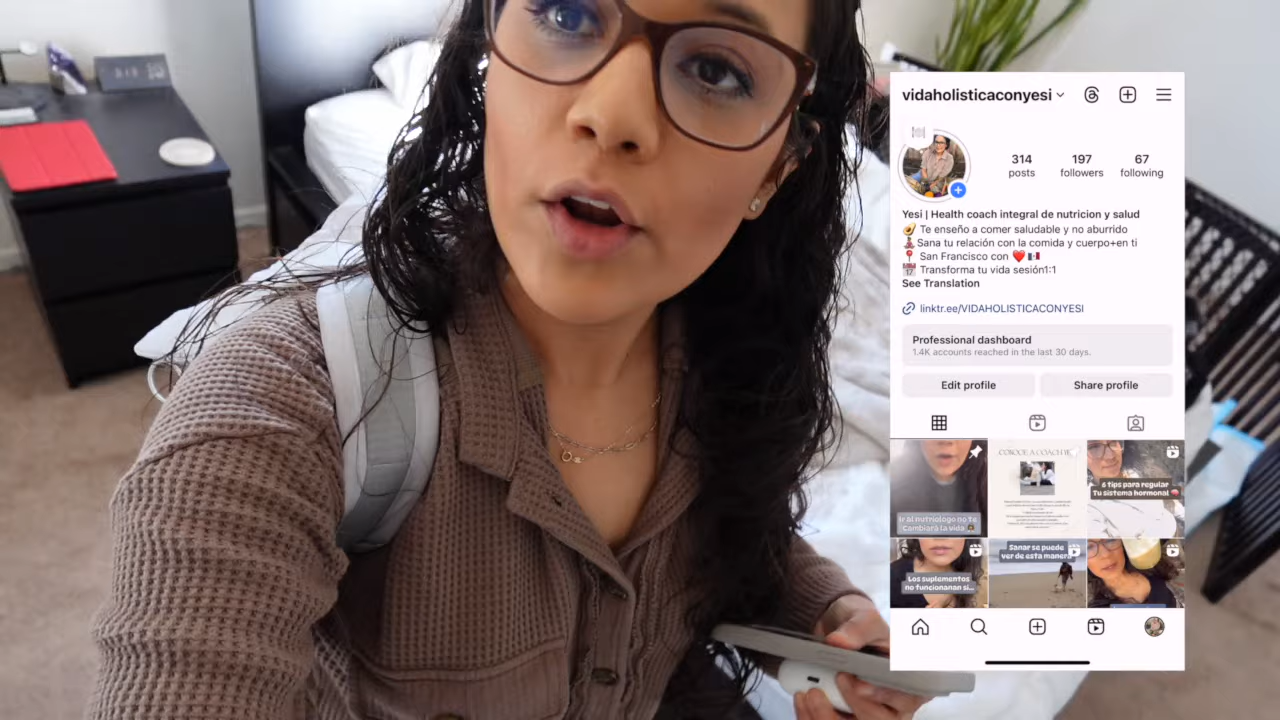 vidaholisticaconyesi
314
posts
197
followers
67
following
Yesi | Health coach integral de nutricion y salud
🥑 Te enseño a comer saludable y no aburrido
Sana tu relación con la comida y cuerpo+en ti
📍 San Francisco con ❤️🇲🇽
📅 Transforma tu vida sesión1:1
See Translation
linktr.ee/VIDAHOLISTICACONYESI
Professional dashboard
1.4K accounts reached in the last 30 days.
Edit profile
Share profile
Ir al nutriologo no te
Cambiará la vida
6 tips para regular
Tu sistema hormonal
Los suplementos
no funcionanan si...
Sanar se puede
ver de esta manera